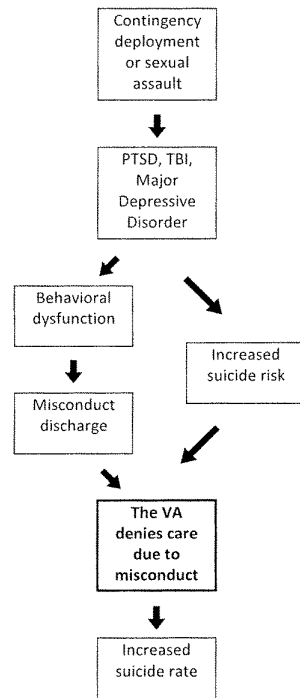 Contingency
deployment
or sexual
assault
PTSD, TBI,
Major
Depressive
Disorder
Behavioral
dysfunction
Increased
suicide risk
Misconduct
discharge
The VA
denies care
due to
misconduct
Increased
suicide rate